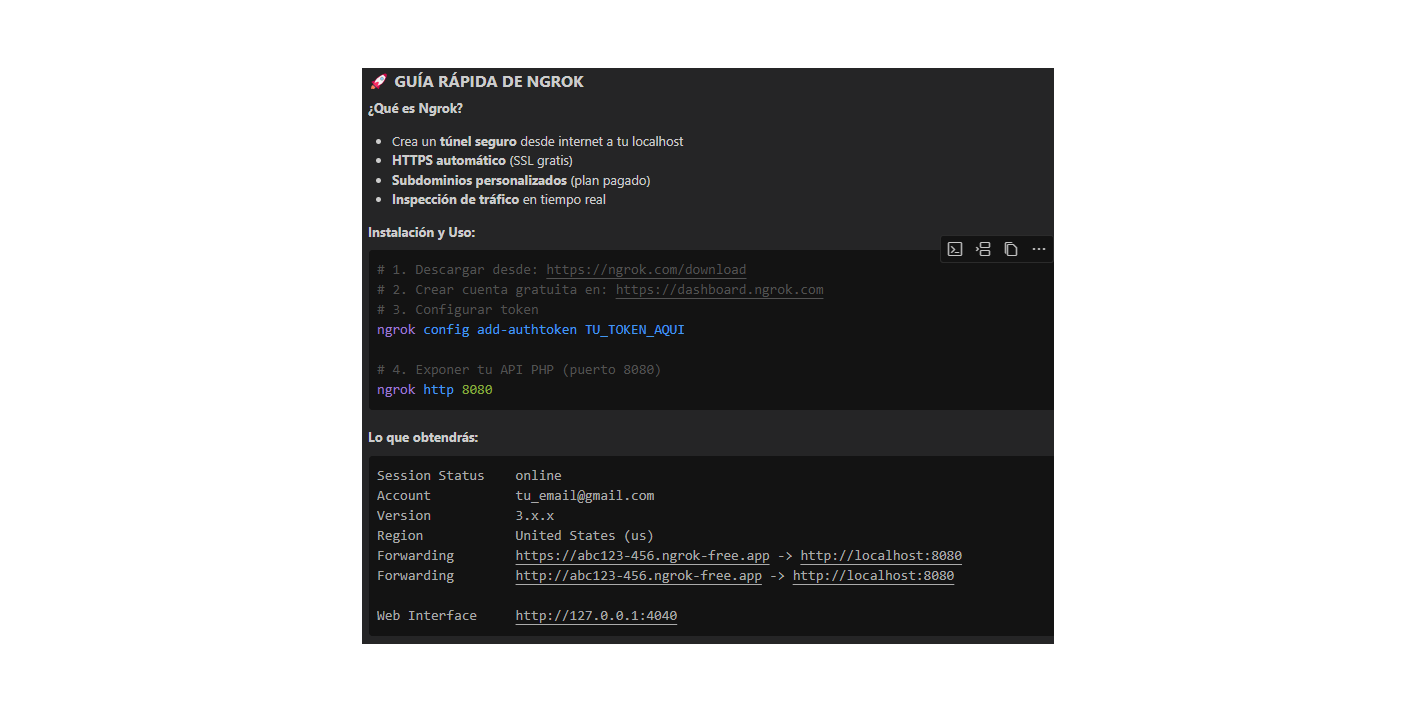 🚀 GUÍA RÁPIDA DE NGROK
¿Qué es Ngrok?
• Crea un túnel seguro desde internet a tu localhost
• HTTPS automático (SSL gratis)
• Subdominios personalizados (plan pagado)
• Inspección de tráfico en tiempo real
Instalación y Uso:
# 1. Descargar desde: https://ngrok.com/download
# 2. Crear cuenta gratuita en: https://dashboard.ngrok.com
# 3. Configurar token
ngrok config add-authtoken TU_TOKEN_AQUI
# 4. Exponer tu API PHP (puerto 8080)
ngrok http 8080
Lo que obtendrás:
Session Status    online
Account           tu_email@gmail.com
Version           3.x.x
Region            United States (us)
Forwarding        https://abc123-456.ngrok-free.app -> http://localhost:8080
Forwarding        http://abc123-456.ngrok-free.app -> http://localhost:8080
Web Interface     http://127.0.0.1:4040